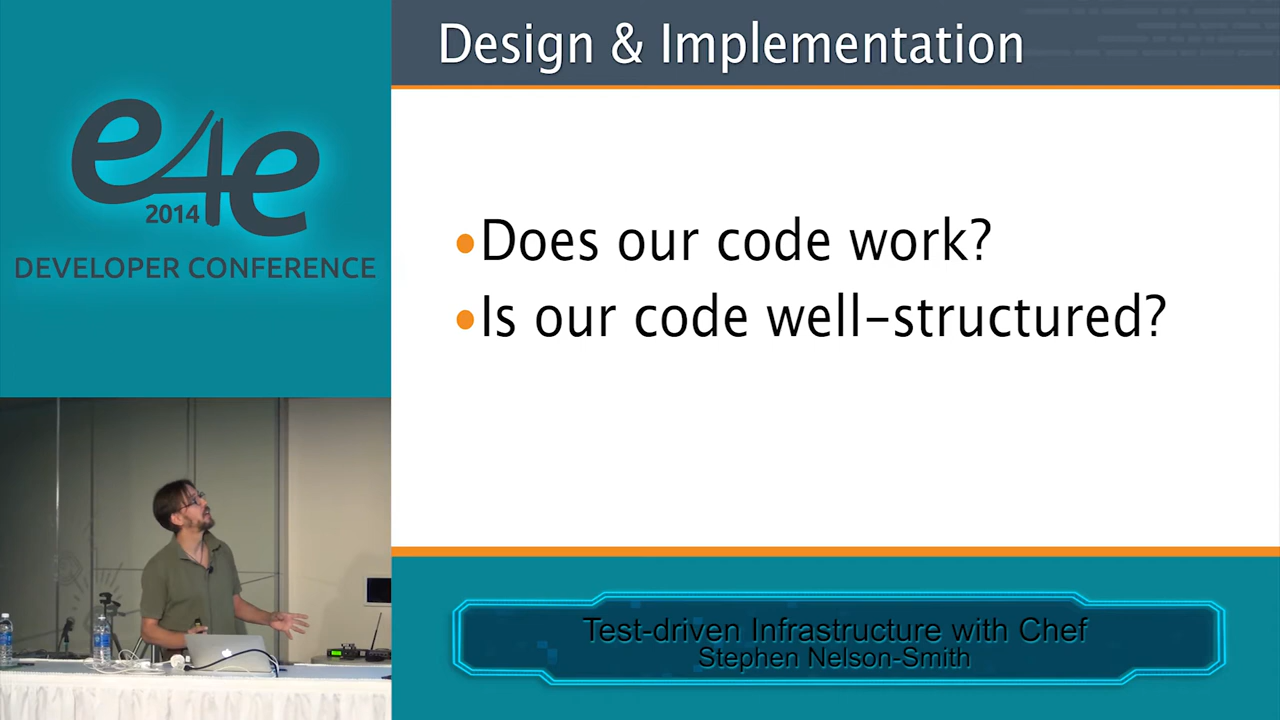 Design & Implementation
e4e
2014
DEVELOPER CONFERENCE
•Does our code work?
•Is our code well-structured?
Test-driven Infrastructure with Chef
Stephen Nelson-Smith